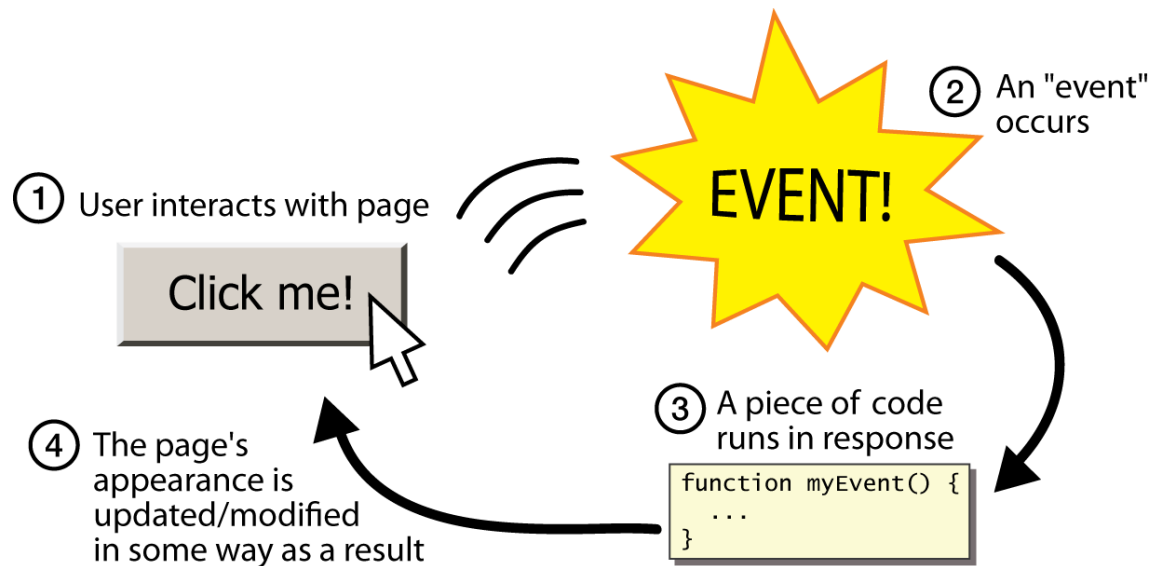 1 User interacts with page
Click me!
EVENT!
2 An "event"
occurs
3 A piece of code
runs in response
function myEvent() {
...
}
4 The page's
appearance is
updated/modified
in some way as a result